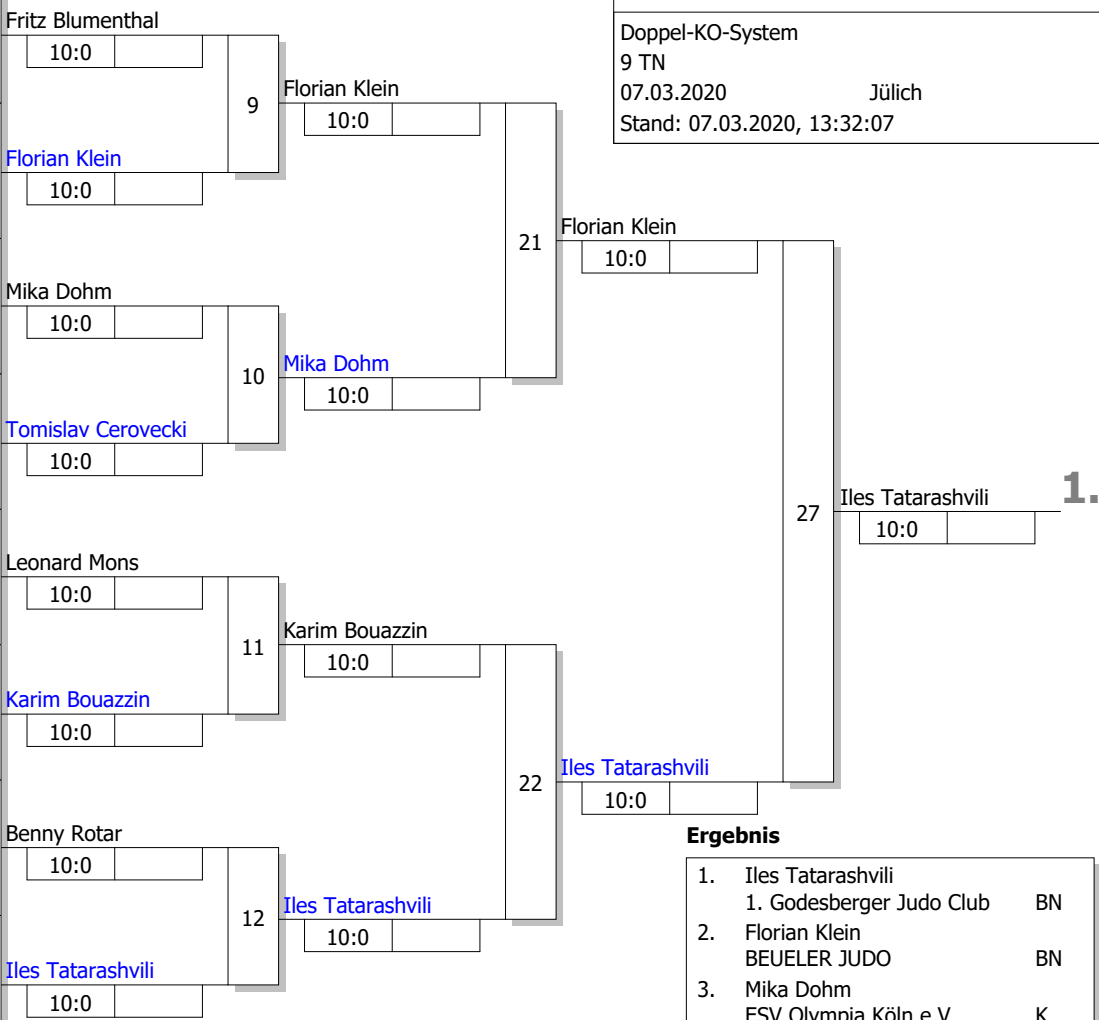 Doppel-KO-System
9 TN
07.03.2020 Jülich
Stand: 07.03.2020, 13:32:07
Fritz Blumenthal
10:0
9
Florian Klein
10:0
Florian Klein
10:0
21
Florian Klein
10:0
Mika Dohm
10:0
10
Mika Dohm
10:0
Tomislav Cerovecki
10:0
27
Iles Tatarashvili
1.
10:0
Leonard Mons
10:0
11
Karim Bouazzin
10:0
Karim Bouazzin
10:0
22
Iles Tatarashvili
10:0
Benny Rotar
10:0
12
Iles Tatarashvili
10:0
Iles Tatarashvili
10:0
Ergebnis
1. Iles Tatarashvili
1. Godesberger Judo Club BN
2. Florian Klein
BEUELER JUDO BN
3. Mika Dohm
FSV Olympia Köln e.V. K